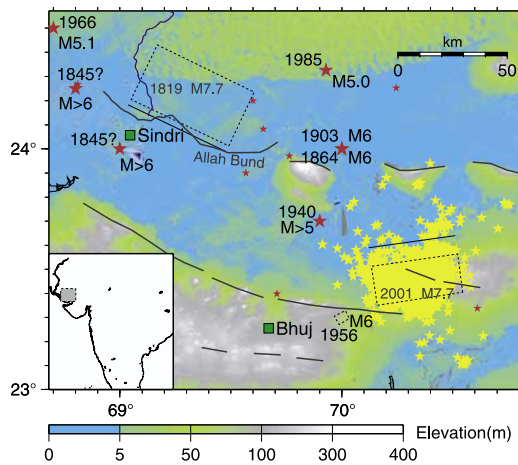 1966
M5.1
1985
M5.0
km
0 50
1845?
M>6
1819 M7.7
Sindri
1845?
M>6
Allah Bund
1903 M6
1864 M6
24°
1940
M>5
2001 M7.7
M6
1956
Bhuj
23°
69° 70°
Elevation(m)
0 5 50 100 300 400